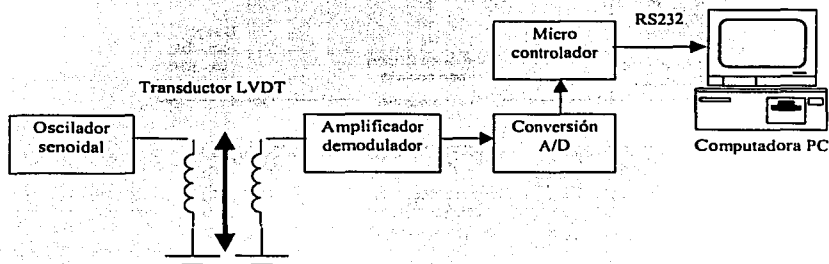 RS232
Micro
controlador
Transductor LVDT
Oscilador
senoidal
Amplificador
demodulador
Conversión
A/D
Computadora PC